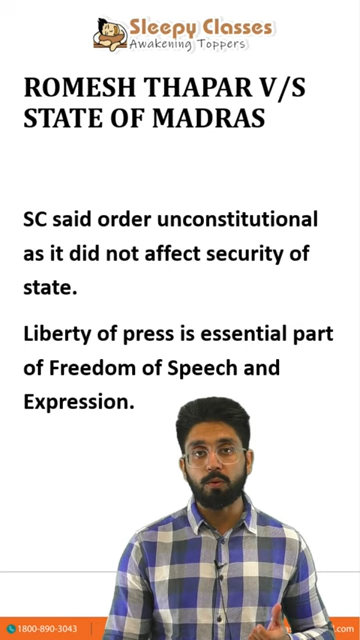 Sleepy Classes
Awakening Toppers
ROMESH THAPAR V/S
STATE OF MADRAS
SC said order unconstitutional
as it did not affect security of
state.
Liberty of press is essential part
of Freedom of Speech and
Expression.
1800-890-3043